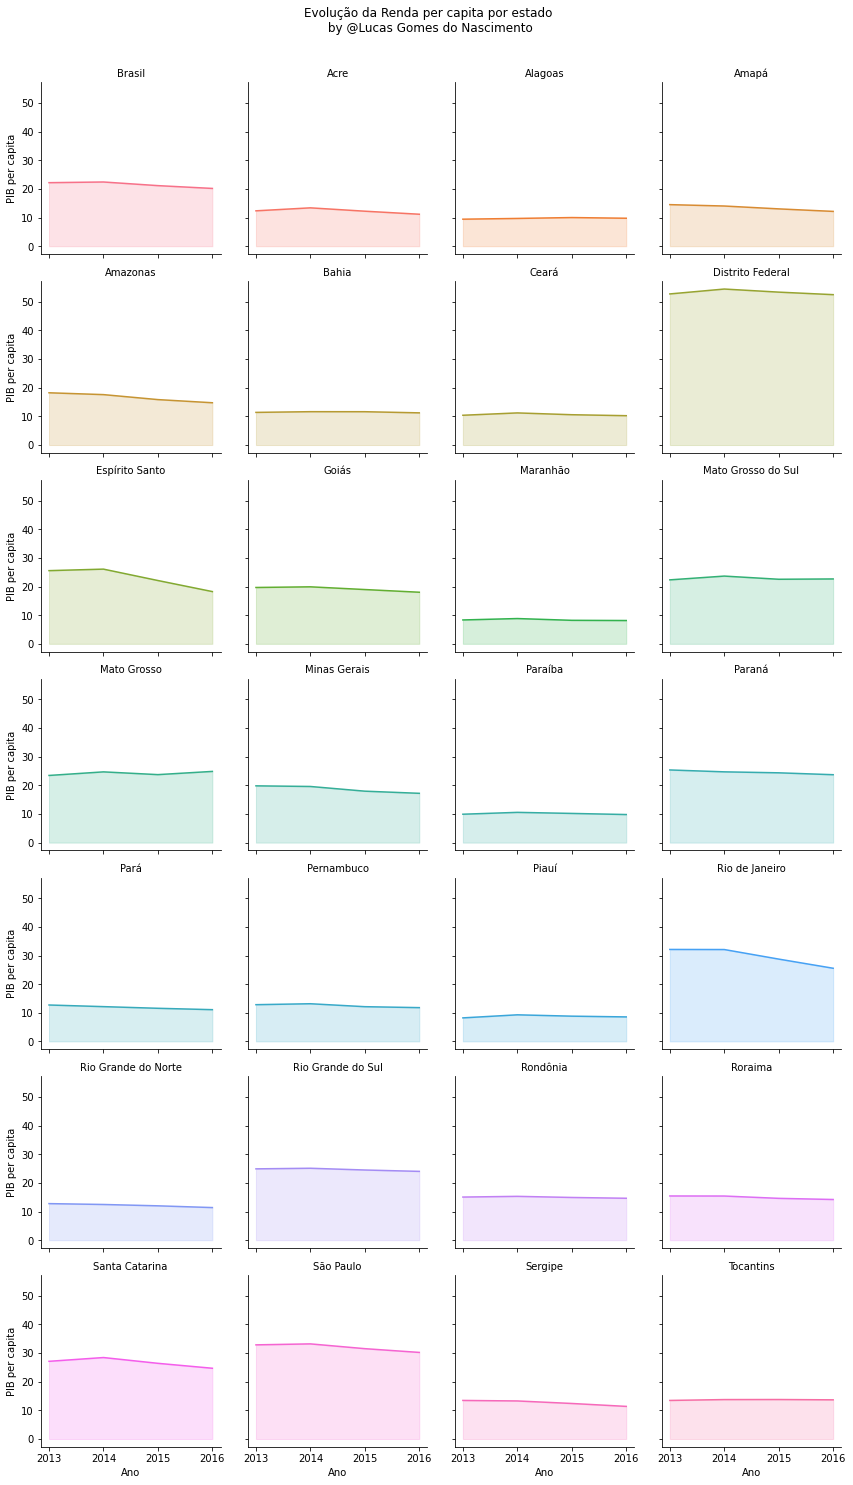 Evolução da Renda per capita por estado
by @Lucas Gomes do Nascimento
Brasil
Acre
Alagoas
Amapá
PIB per capita
50
40
30
20
10
0
Amazonas
Bahia
Ceará
Distrito Federal
PIB per capita
50
40
30
20
10
0
Espírito Santo
Goiás
Maranhão
Mato Grosso do Sul
PIB per capita
50
40
30
20
10
0
Mato Grosso
Minas Gerais
Paraíba
Paraná
PIB per capita
50
40
30
20
10
0
Pará
Pernambuco
Piauí
Rio de Janeiro
PIB per capita
50
40
30
20
10
0
Rio Grande do Norte
Rio Grande do Sul
Rondônia
Roraima
PIB per capita
50
40
30
20
10
0
Santa Catarina
São Paulo
Sergipe
Tocantins
PIB per capita
50
40
30
20
10
0
2013 2014 2015 2016
2013 2014 2015 2016
2013 2014 2015 2016
2013 2014 2015 2016
Ano
Ano
Ano
Ano